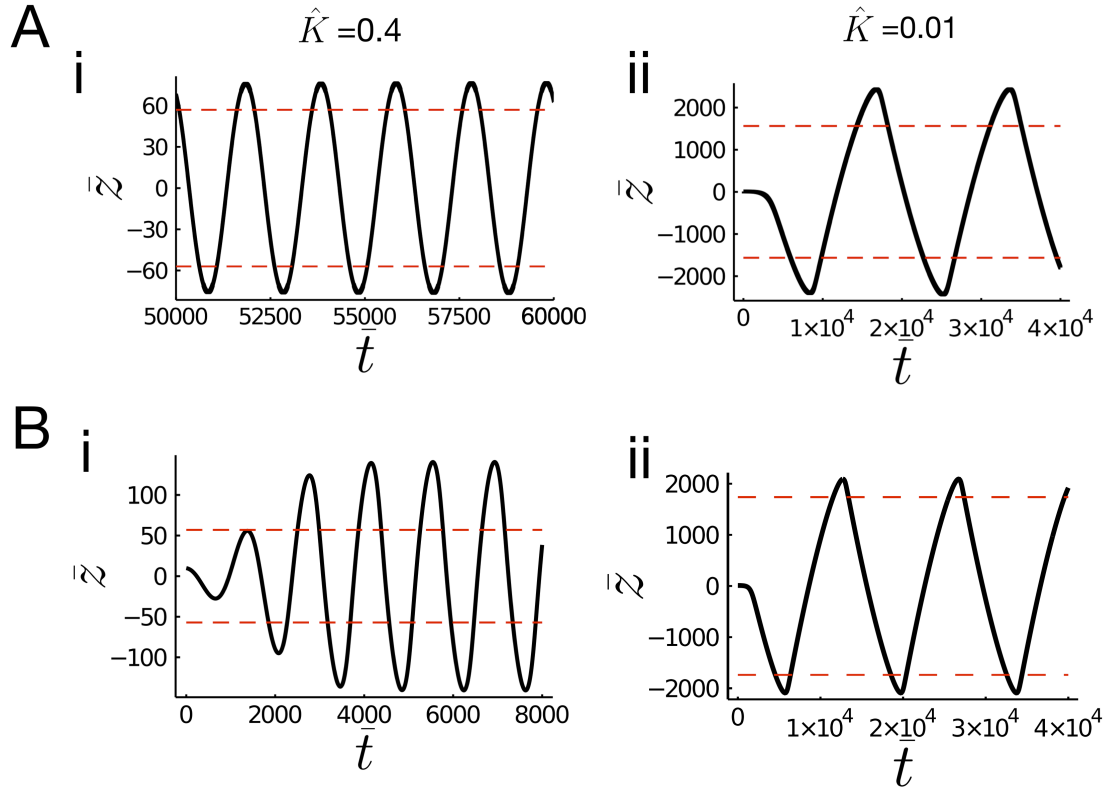 A
K̂ =0.4
K̂ =0.01
i
60
30
0
−30
−60
z̄
50000 52500 55000 57500 60000
t̄
ii
2000
1000
0
−1000
−2000
z̄
0 1×10⁴ 2×10⁴ 3×10⁴ 4×10⁴
t̄
B
i
100
50
0
−50
−100
z̄
0 2000 4000 6000 8000
t̄
ii
2000
1000
0
−1000
−2000
z̄
0 1×10⁴ 2×10⁴ 3×10⁴ 4×10⁴
t̄